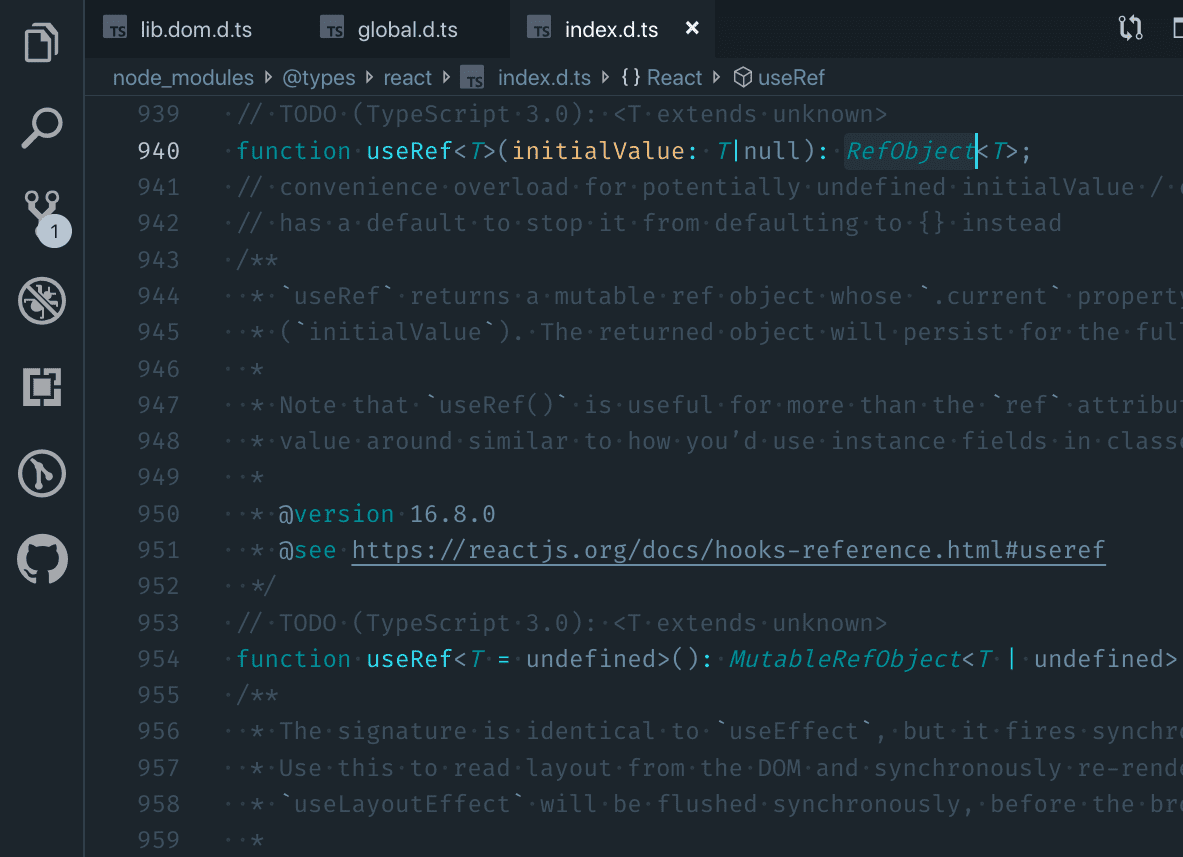 TS lib.dom.d.ts TS global.d.ts TS index.d.ts ×
node_modules @types react TS index.d.ts {} React useRef
939 // TODO (TypeScript 3.0): <T extends unknown>
940 function useRef<T>(initialValue: T|null): RefObject<T>;
941 // convenience overload for potentially undefined initialValue /
942 // has a default to stop it from defaulting to {} instead
1
943 /**
944 * `useRef` returns a mutable ref object whose `.current` property
945 * (`initialValue`). The returned object will persist for the ful
946 *
947 * Note that `useRef()` is useful for more than the `ref` attribu
948 * value around similar to how you’d use instance fields in classe
949 *
950 * @version 16.8.0
951 * @see https://reactjs.org/docs/hooks-reference.html#useref
952 */
953 // TODO (TypeScript 3.0): <T extends unknown>
954 function useRef<T = undefined>(): MutableRefObject<T | undefined>
955 /**
956 * The signature is identical to `useEffect`, but it fires synchro
957 * Use this to read layout from the DOM and synchronously re-rende
958 * `useLayoutEffect` will be flushed synchronously, before the bro
959 *